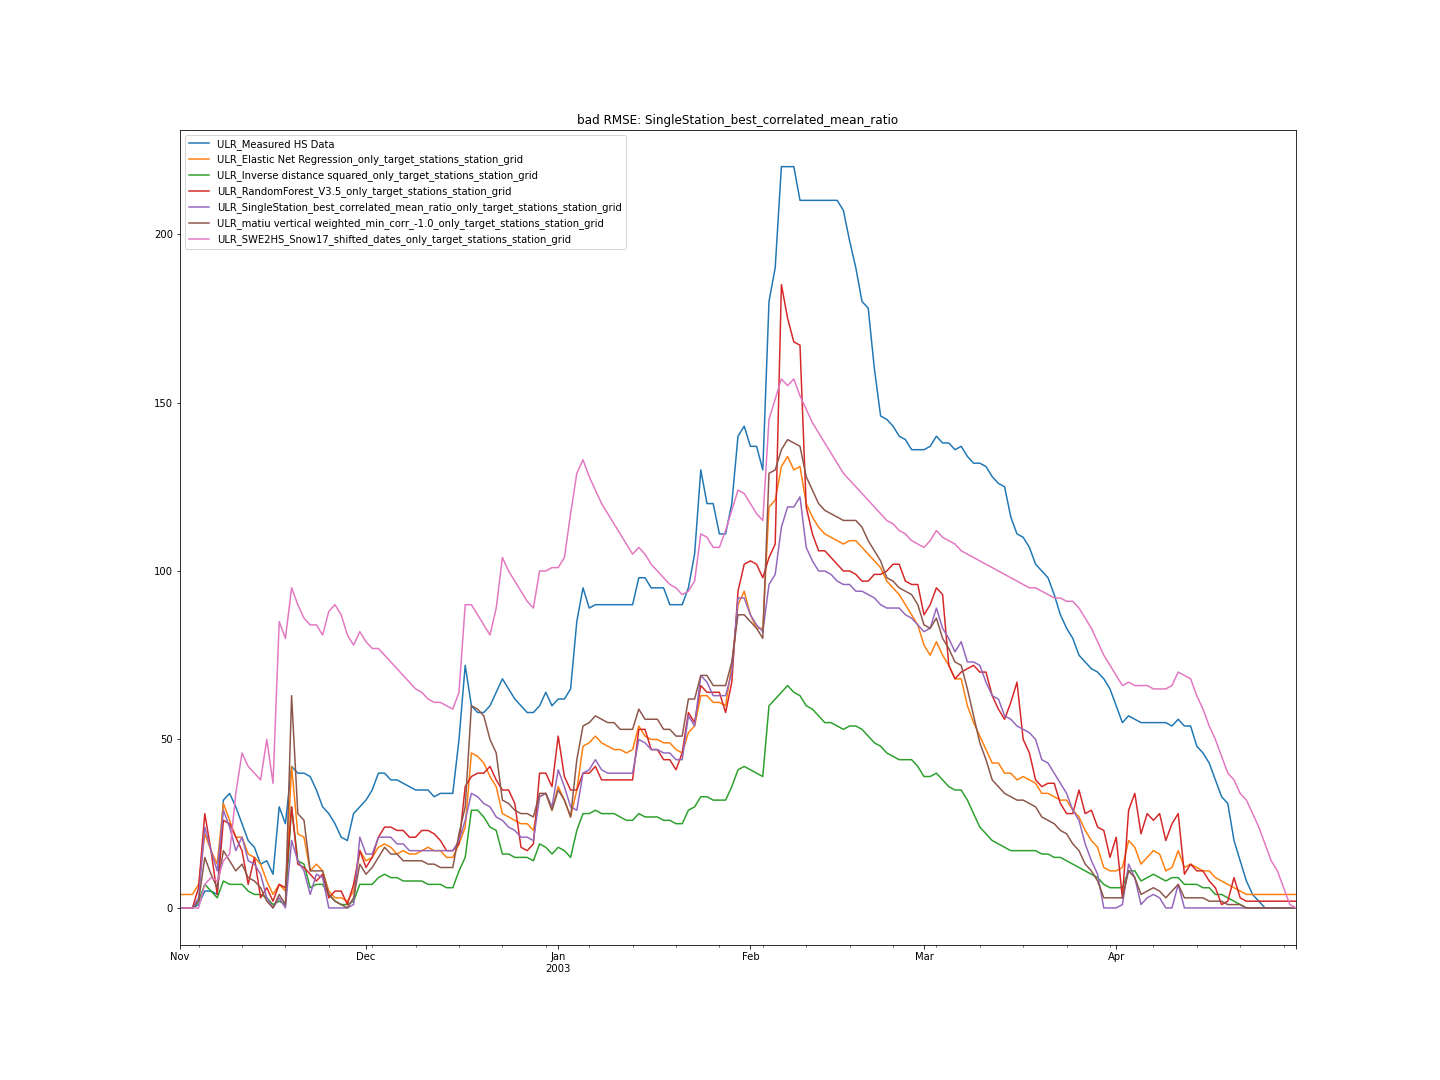 bad RMSE: SingleStation_best_correlated_mean_ratio
ULR_Measured HS Data
ULR_Elastic Net Regression_only_target_stations_station_grid
ULR_Inverse distance squared_only_target_stations_station_grid
ULR_RandomForest_V3.5_only_target_stations_station_grid
ULR_SingleStation_best_correlated_mean_ratio_only_target_stations_station_grid
ULR_matiu vertical weighted_min_corr_-1.0_only_target_stations_station_grid
ULR_SWE2HS_Snow17_shifted_dates_only_target_stations_station_grid
200
150
100
50
0
Nov Dec Jan Feb Mar Apr
2003